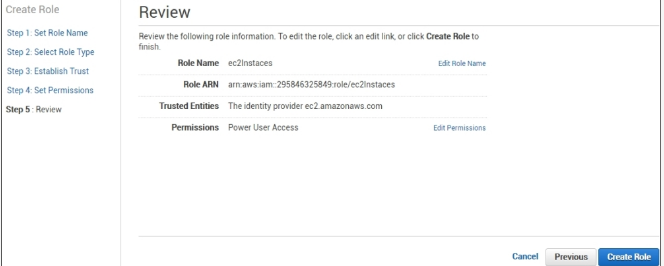 Create Role
Step 1: Set Role Name
Step 2: Select Role Type
Step 3: Establish Trust
Step 4: Set Permissions
Step 5 : Review
Review
Review the following role information. To edit the role, click an edit link, or click Create Role to
finish.
Role Name ec2Instaces Edit Role Name
Role ARN arn:aws:iam::295846325849:role/ec2Instaces
Trusted Entities The identity provider ec2.amazonaws.com
Permissions Power User Access Edit Permissions
Cancel Previous Create Role